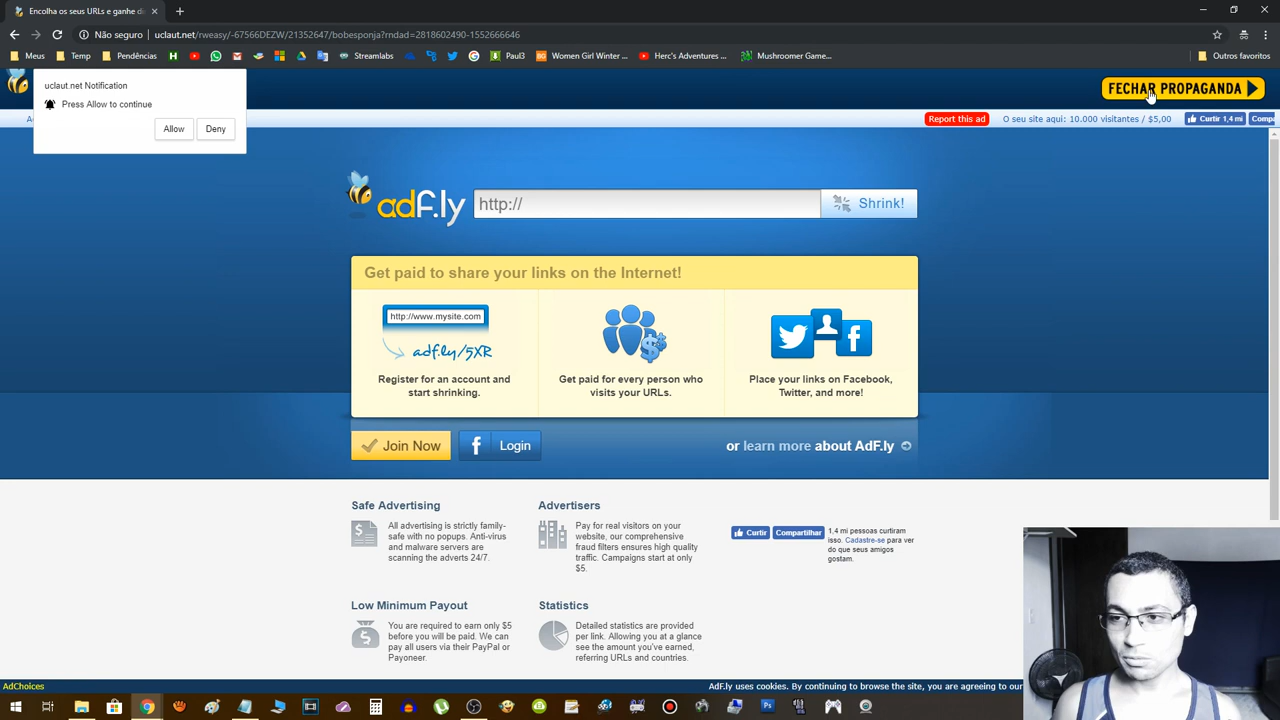 Encolha os seus URLs e ganhe di
Não seguro
uclaut.net/rweasy/-67566DEZW/21352647/bobesponja?rndad=2818602490-1552666646
Meus
Temp
Pendências
Streamlabs
Paul3
Women Girl Winter ...
Herc's Adventures ...
Mushroomer Game...
Outros favoritos
uclaut.net Notification
Press Allow to continue
Allow
Deny
FECHAR PROPAGANDA
Report this ad
O seu site aqui: 10.000 visitantes / $5,00
Curtir 1,4 mi
Comp
adf.ly
http://
Shrink!
Get paid to share your links on the Internet!
http://www.mysite.com
adf.ly/5XR
Register for an account and
start shrinking.
Get paid for every person who
visits your URLs.
Place your links on Facebook,
Twitter, and more!
Join Now
Login
or learn more about AdF.ly
Safe Advertising
All advertising is strictly family-
safe with no popups. Anti-virus
and malware servers are
scanning the adverts 24/7.
Advertisers
Pay for real visitors on your
website, our comprehensive
fraud filters ensures high quality
traffic. Campaigns start at only
$5.
Curtir
Compartilhar
1,4 mi pessoas curtiram
isso. Cadastre-se para ver
do que seus amigos
gostam.
Low Minimum Payout
You are required to earn only $5
before you will be paid. We can
pay all users via their PayPal or
Payoneer.
Statistics
Detailed statistics are provided
per link. Allowing you at a glance
see the amount you've earned,
referring URLs and countries.
AdChoices
AdF.ly uses cookies. By continuing to browse the site, you are agreeing to our